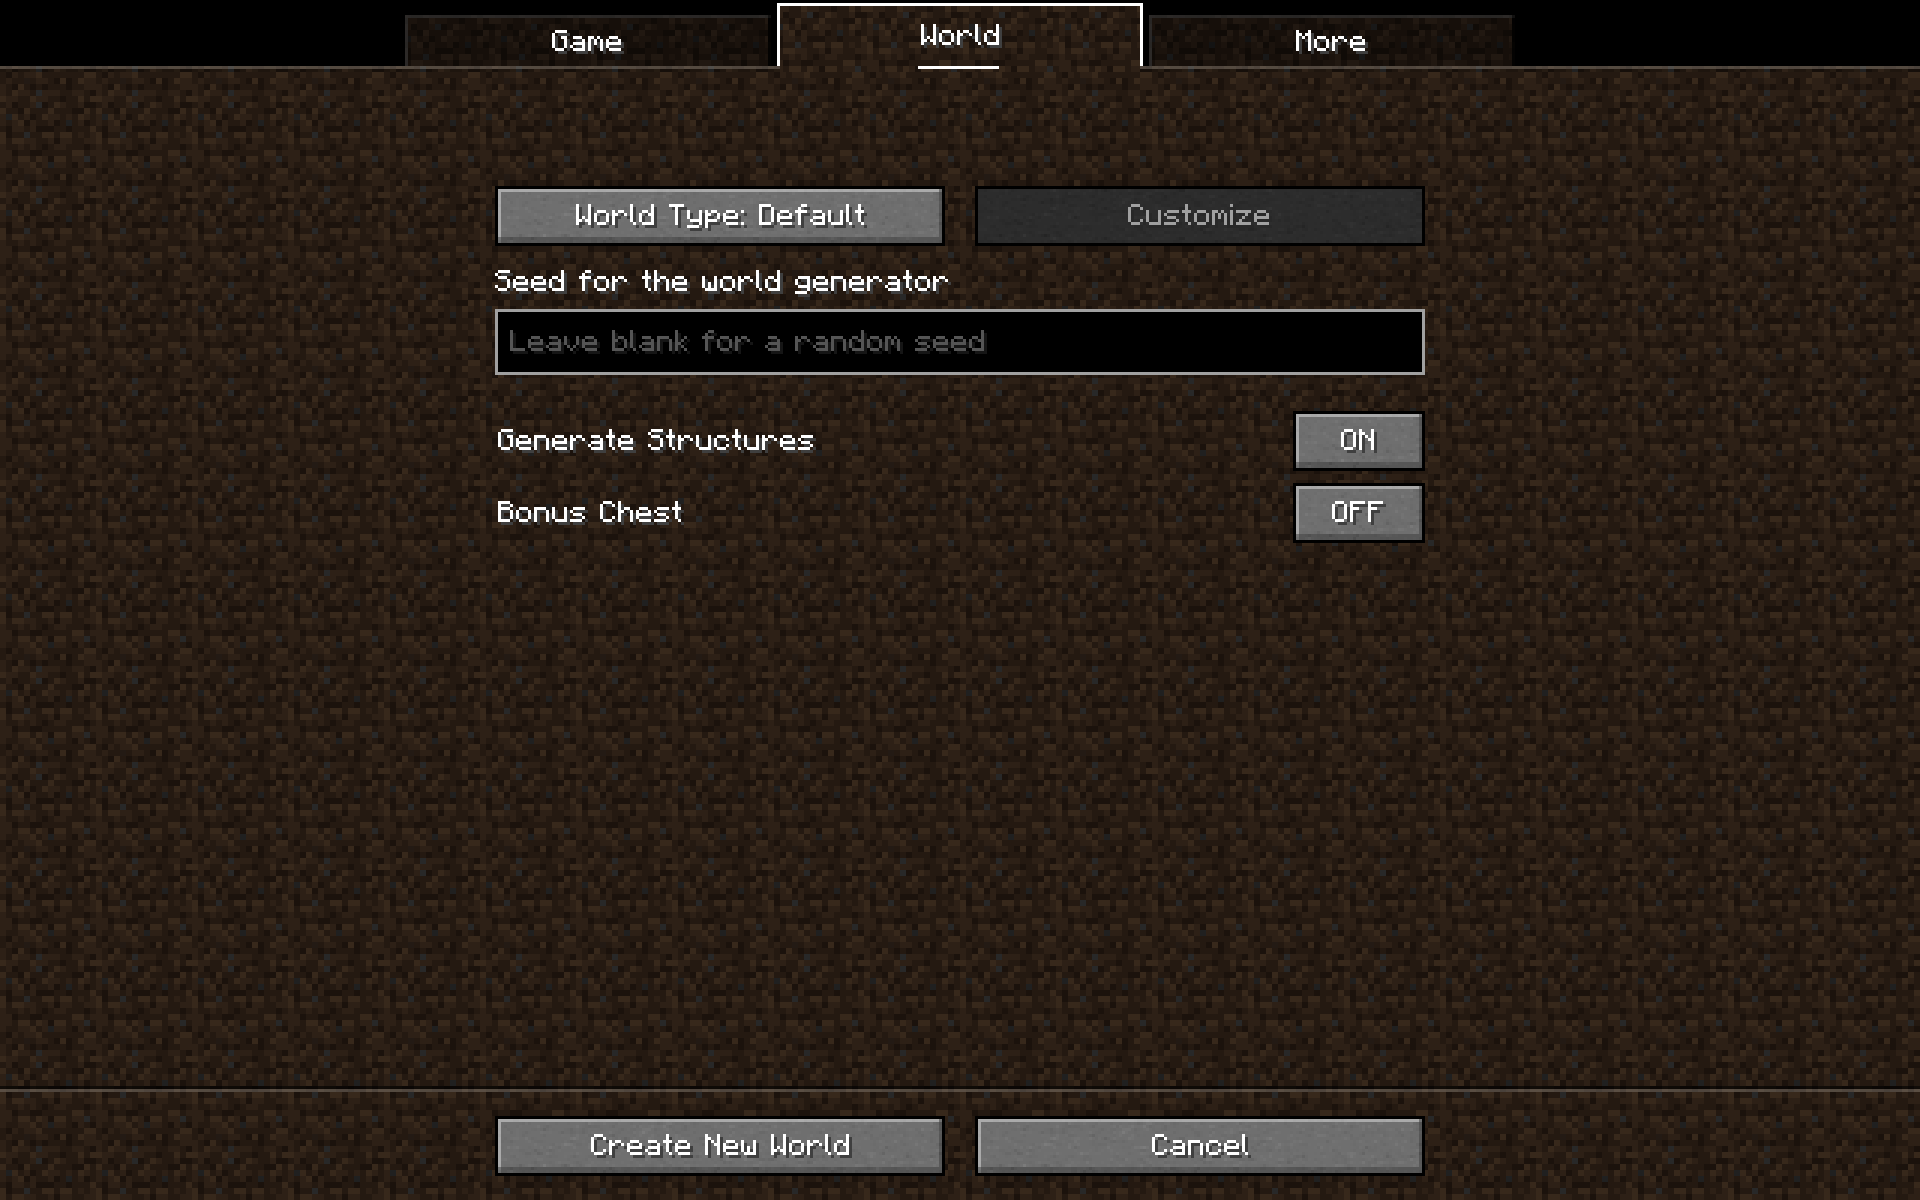 Game
World
More
World Type: Default
Customize
Seed for the world generator
Leave blank for a random seed
Generate Structures
ON
Bonus Chest
OFF
Create New World
Cancel